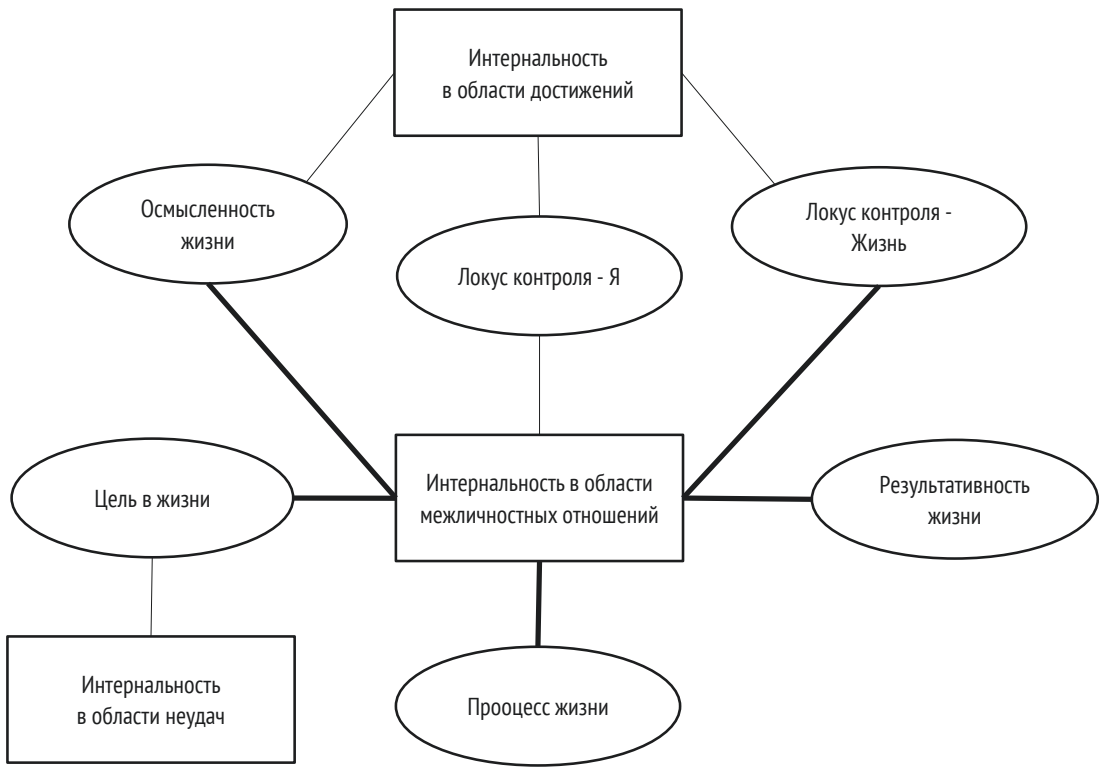 Интернальность
в области достижений
Осмысленность
жизни
Локус контроля - Я
Локус контроля -
Жизнь
Цель в жизни
Интернальность в области
межличностных отношений
Результативность
жизни
Интернальность
в области неудач
Прооцесс жизни